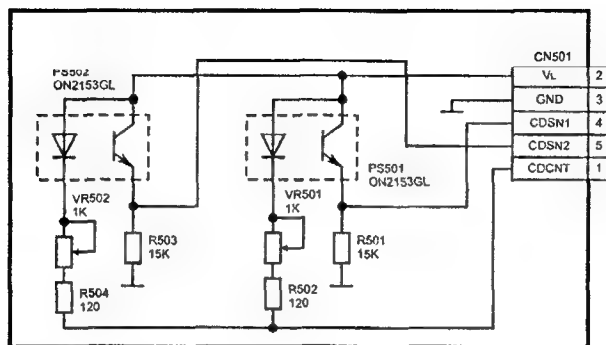 PS502
ON2153GL
CN501
VL 2
GND 3
CDSN1 4
CDSN2 5
CDCNT 1
PS501
ON2153GL
VR502
1K
VR501
1K
R503
15K
R501
15K
R504
120
R502
120